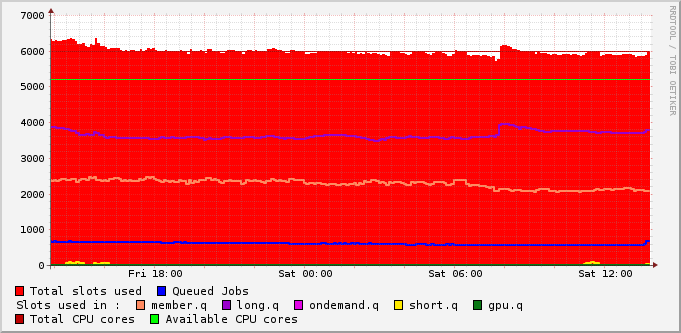 7000
6000
5000
4000
3000
2000
1000
0
Fri 18:00 Sat 00:00 Sat 06:00 Sat 12:00
RRDTOOL / TOBI OETIKER
Total slots used Queued Jobs
Slots used in : member.q long.q ondemand.q short.q gpu.q
Total CPU cores Available CPU cores